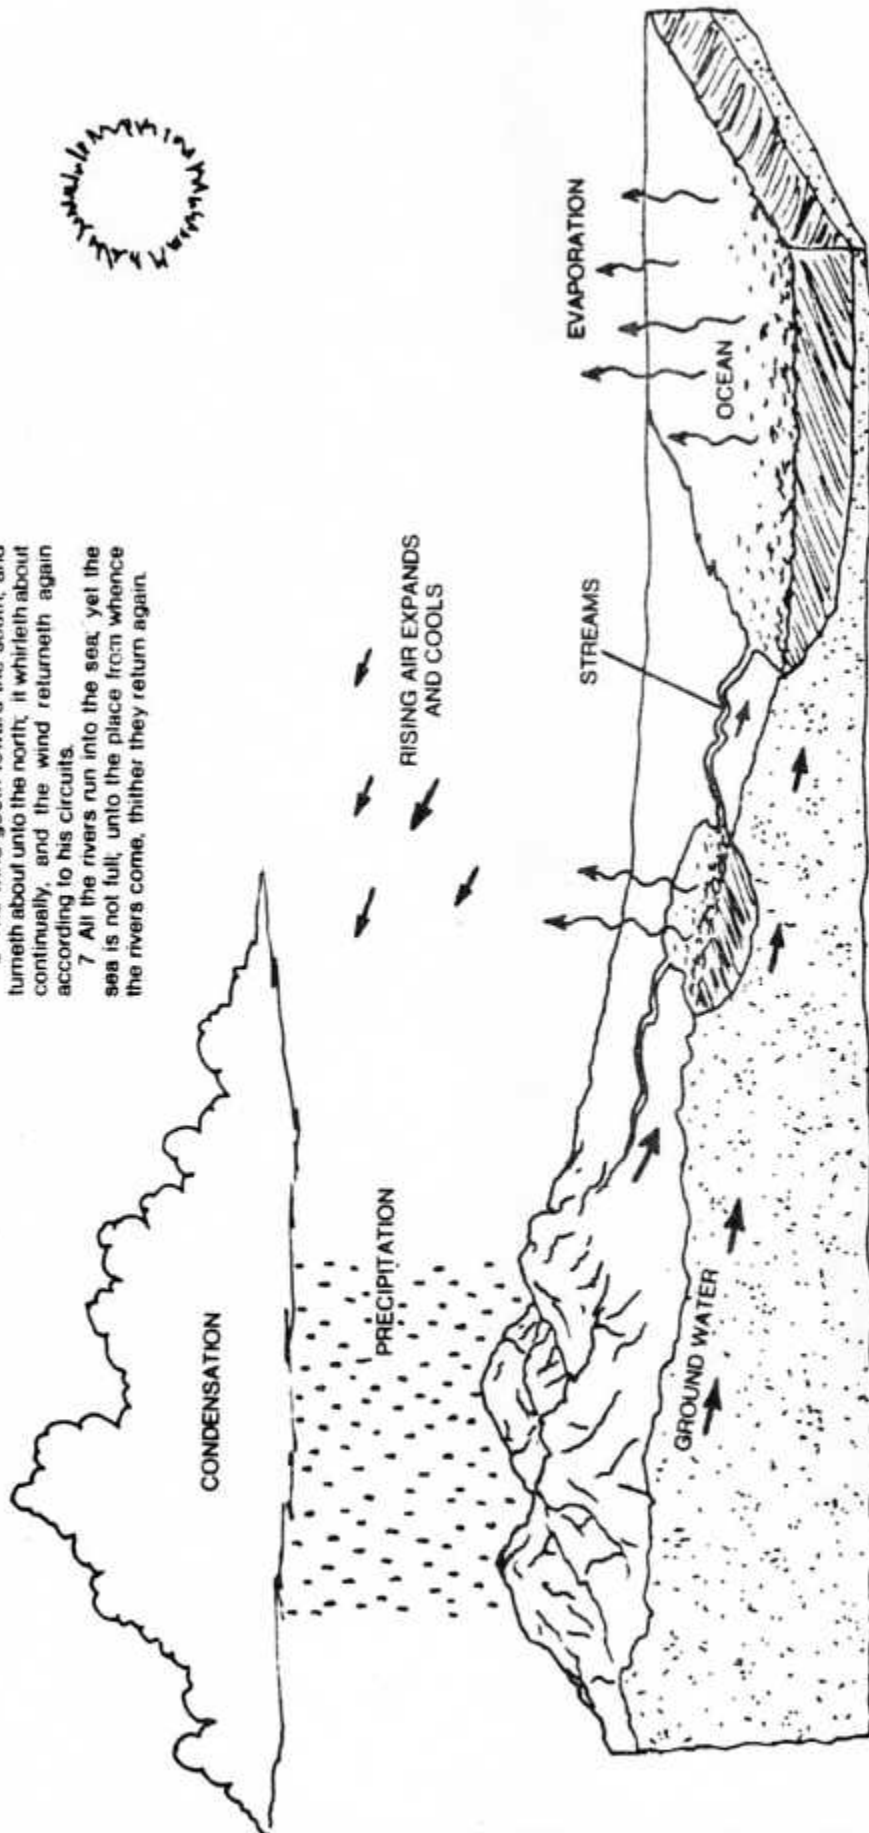 turneth about unto the north; it whirleth about
continually, and the wind returneth again
according to his circuits.
7 All the rivers run into the sea; yet the
sea is not full; unto the place from whence
the rivers come, thither they return again.
CONDENSATION
PRECIPITATION
RISING AIR EXPANDS
AND COOLS
EVAPORATION
OCEAN
STREAMS
GROUND WATER